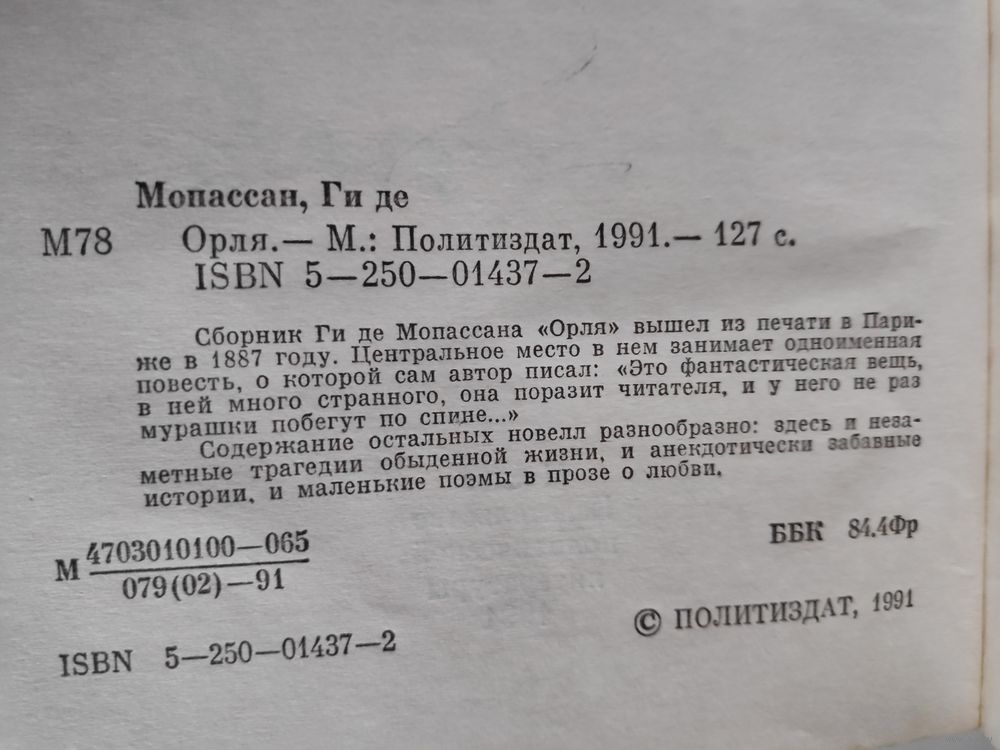 Мопассан, Ги де
М78 Орля.— М.: Политиздат, 1991.— 127 с.
ISBN 5—250—01437—2
Сборник Ги де Мопассана «Орля» вышел из печати в Пари-
же в 1887 году. Центральное место в нем занимает одноименная
повесть, о которой сам автор писал: «Это фантастическая вещь,
в ней много странного, она поразит читателя, и у него не раз
мурашки побегут по спине...»
Содержание остальных новелл разнообразно: здесь и неза-
метные трагедии обыденной жизни, и анекдотически забавные
истории, и маленькие поэмы в прозе о любви.
М 4703010100—065
079(02)—91
ББК 84.4Фр
ISBN 5—250—01437—2
© ПОЛИТИЗДАТ, 1991